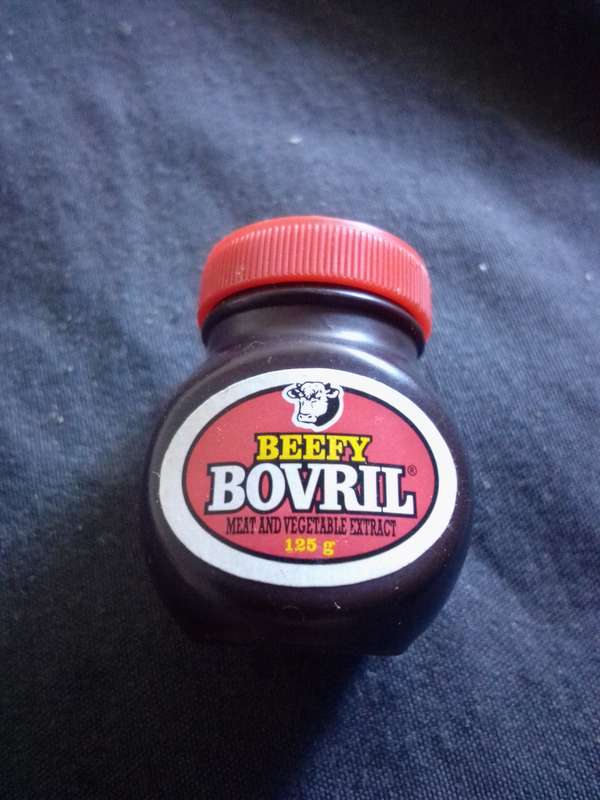 BEEFY
BOVRIL®
MEAT AND VEGETABLE EXTRACT
125 g